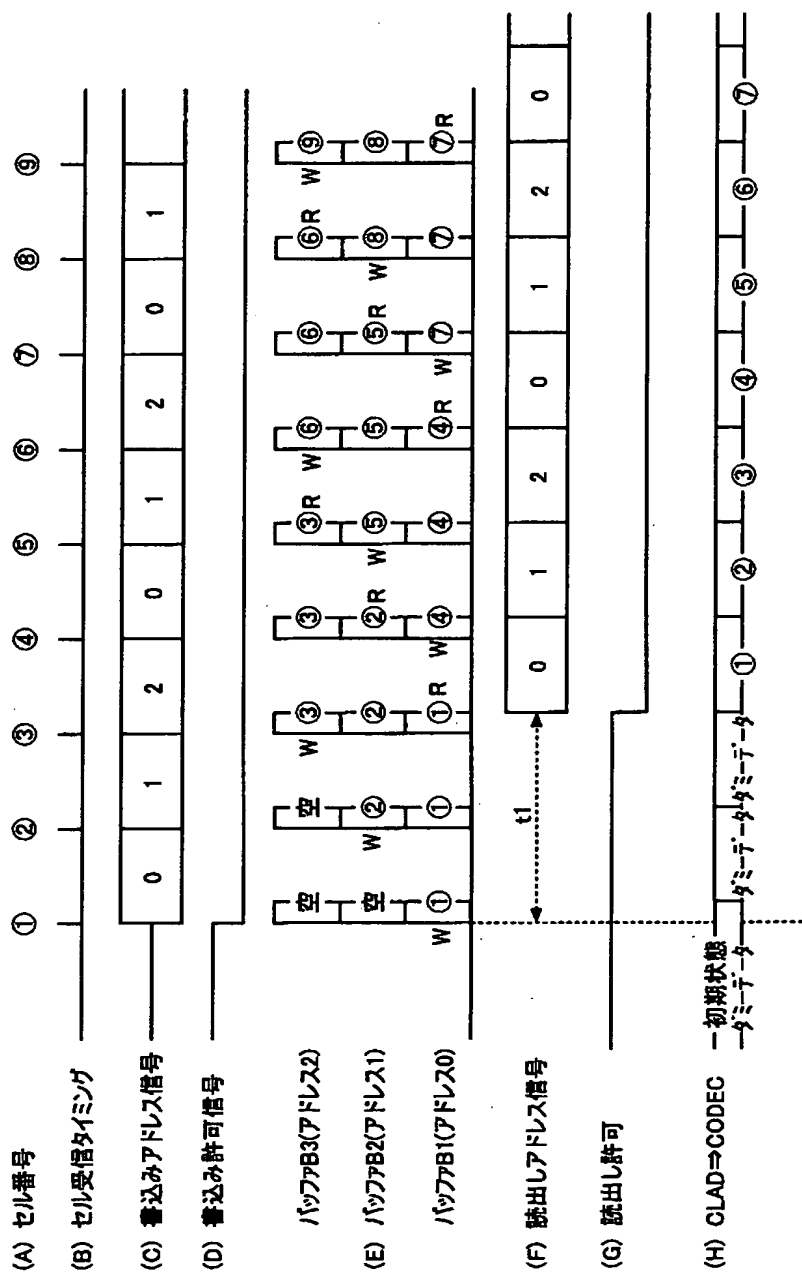 (A) セル番号 ① ② ③ ④ ⑤ ⑥ ⑦ ⑧ ⑨
(B) セル受信タイミング
(C) 書込みアドレス信号 0 1 2 0 1 2 0 1
(D) 書込み許可信号
(E)
バッファB3(アドレス2) 空 空 W ③ ③ ③ R W ⑥ ⑥ ⑥ R W ⑨
バッファB2(アドレス1) 空 W ② ② ② R W ⑤ ⑤ ⑤ R W ⑧ ⑧
バッファB1(アドレス0) W ① ① ① R W ④ ④ ④ R W ⑦ ⑦ ⑦ R
(F) 読出しアドレス信号 t1 0 1 2 0 1 2 0
(G) 読出し許可
(H) CLAD⇒CODEC 初期状態 ダミーデータ ダミーデータ ダミーデータ ① ② ③ ④ ⑤ ⑥ ⑦